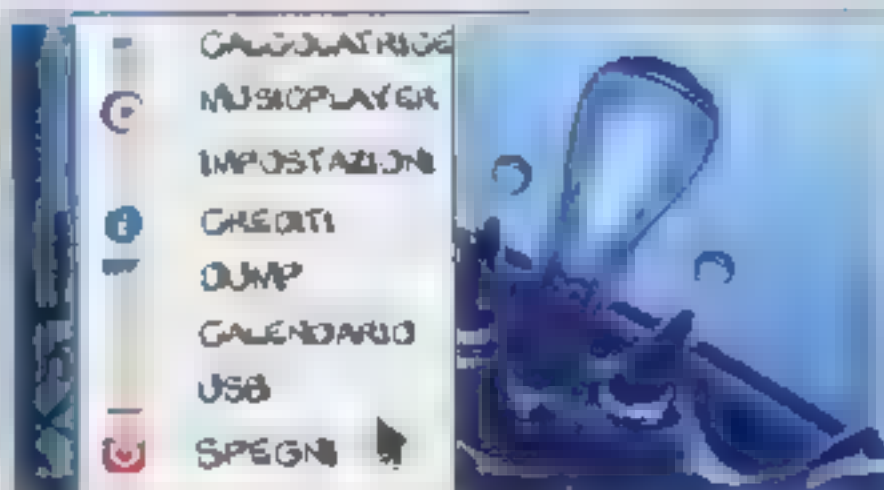 CALCOLATRICE
MUSICPLAYER
IMPOSTAZIONI
CREDITI
DUMP
CALENDARIO
USB
SPEGNI